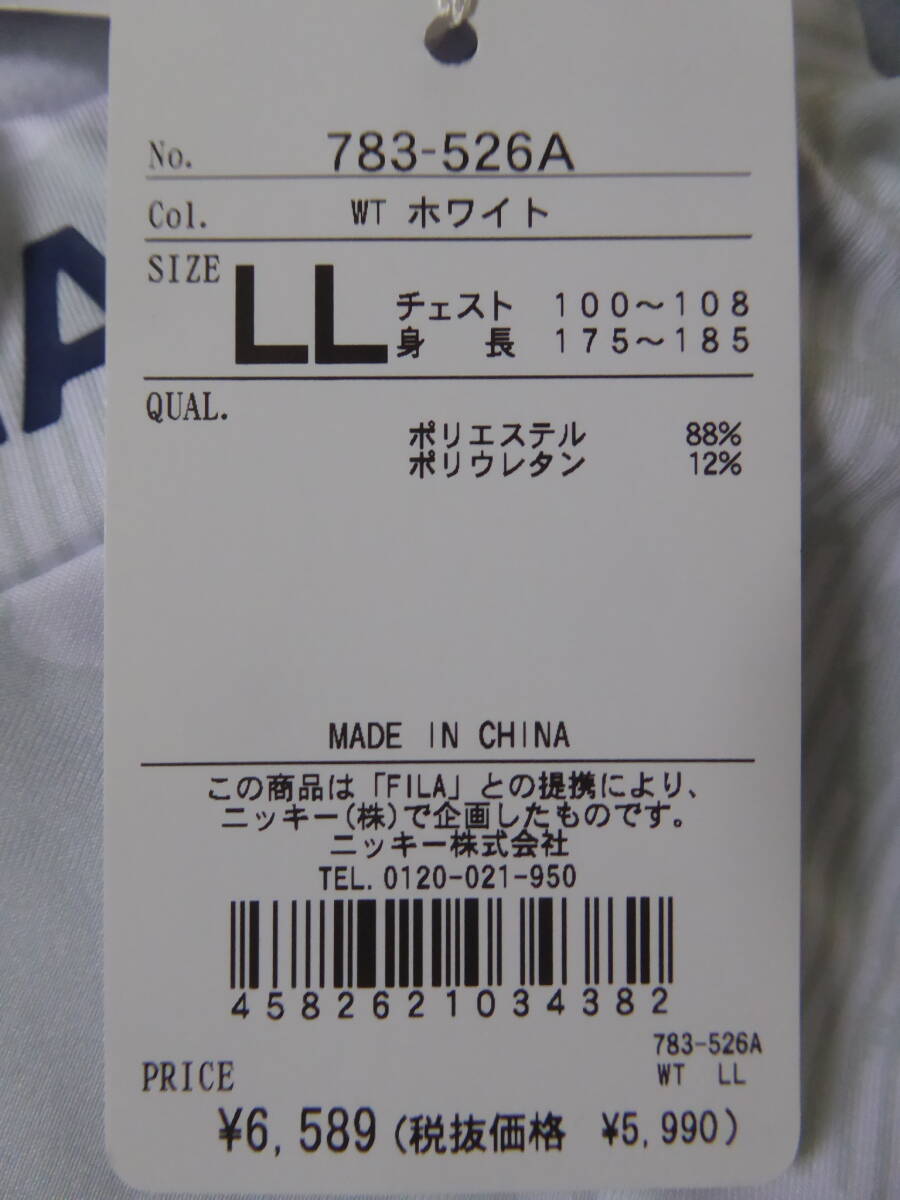 No. 783-526A
Col. WT ホワイト
SIZE LL チェスト 100～108
身長 175～185
QUAL.
ポリエステル 88%
ポリウレタン 12%
MADE IN CHINA
この商品は「FILA」との提携により、
ニッキー(株)で企画したものです。
ニッキー株式会社
TEL. 0120-021-950
4582621034382
783-526A
WT LL
PRICE
¥6,589 (税抜価格 ¥5,990)
A